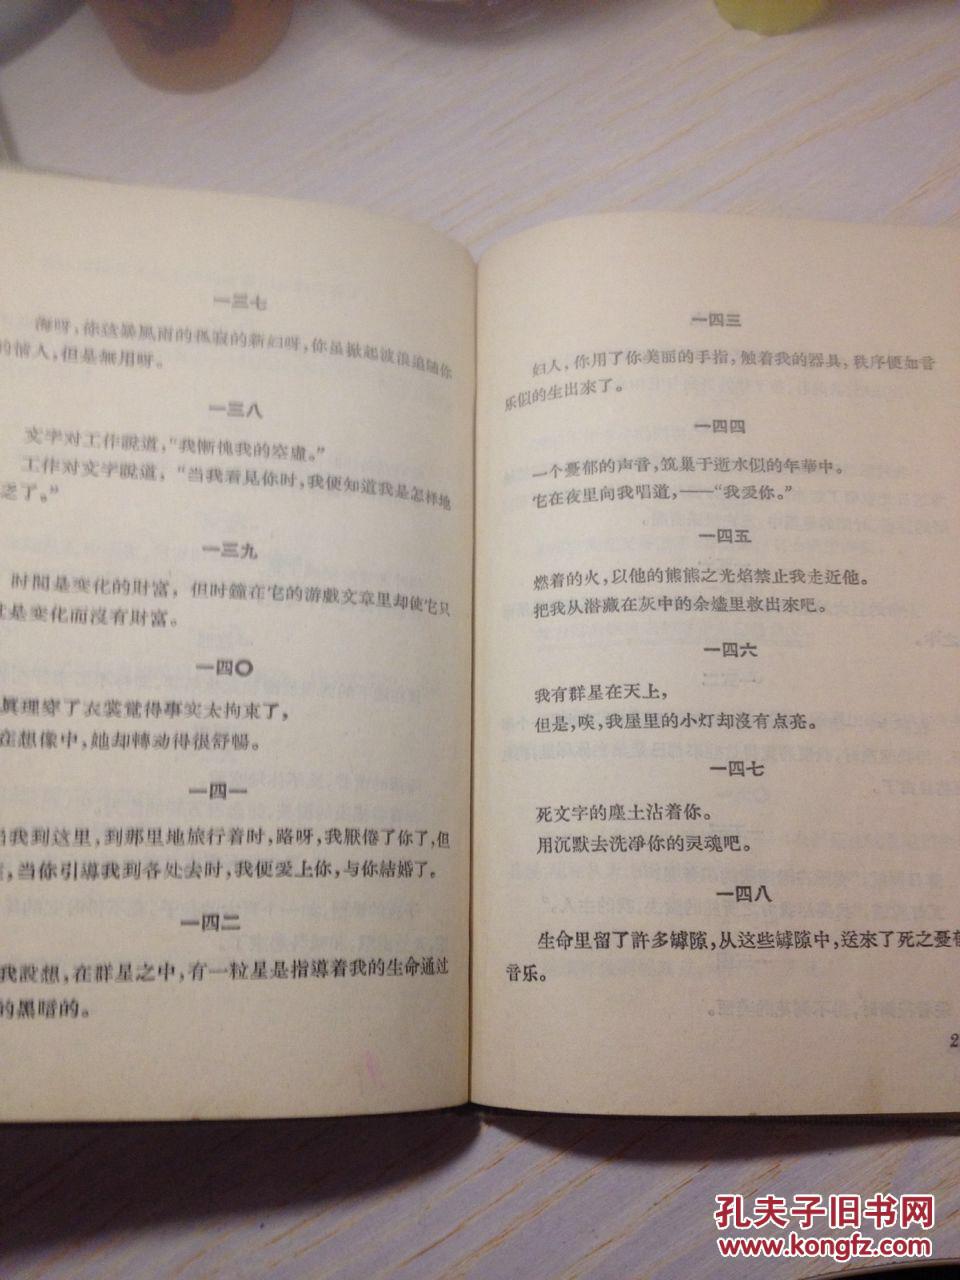 一三七
海呀，你这暴風雨的孤寂的新妇呀，你虽掀起波浪追随你
的情人，但是無用呀。
一三八
文字对工作說道，“我慚愧我的空虛。”
工作对文字說道，“当我看見你时，我便知道我是怎样地
乏了。”
一三九
时間是变化的財富，但时鐘在它的游戲文章里却使它只
是变化而沒有財富。
一四〇
眞理穿了衣裳覚得事实太拘束了，
在想像中，她却轉动得很舒暢。
一四一
当我到这里，到那里地旅行着时，路呀，我厭倦了你了，但
，当你引導我到各处去时，我便爱上你，与你結婚了。
一四二
我設想，在群星之中，有一粒星是指導着我的生命通过
的黑暗的。
一四三
妇人，你用了你美丽的手指，触着我的器具，秩序便如音
乐似的生出來了。
一四四
一个憂郁的声音，筑巢于逝水似的年華中。
它在夜里向我唱道，——“我爱你。”
一四五
燃着的火，以他的熊熊之光焰禁止我走近他。
把我从潜藏在灰中的余燼里救出來吧。
一四六
我有群星在天上，
但是，唉，我屋里的小灯却沒有点亮。
一四七
死文字的塵土沾着你。
用沉默去洗凈你的灵魂吧。
一四八
生命里留了許多罅隙，从这些罅隙中，送來了死之憂郁
音乐。
2
孔夫子旧书网
www.kongfz.com